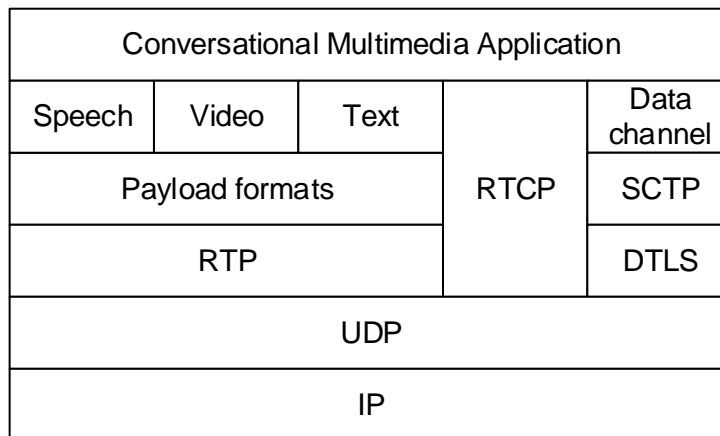 Conversational Multimedia Application
Speech
Video
Text
RTCP
Data
channel
Payload formats
SCTP
RTP
DTLS
UDP
IP